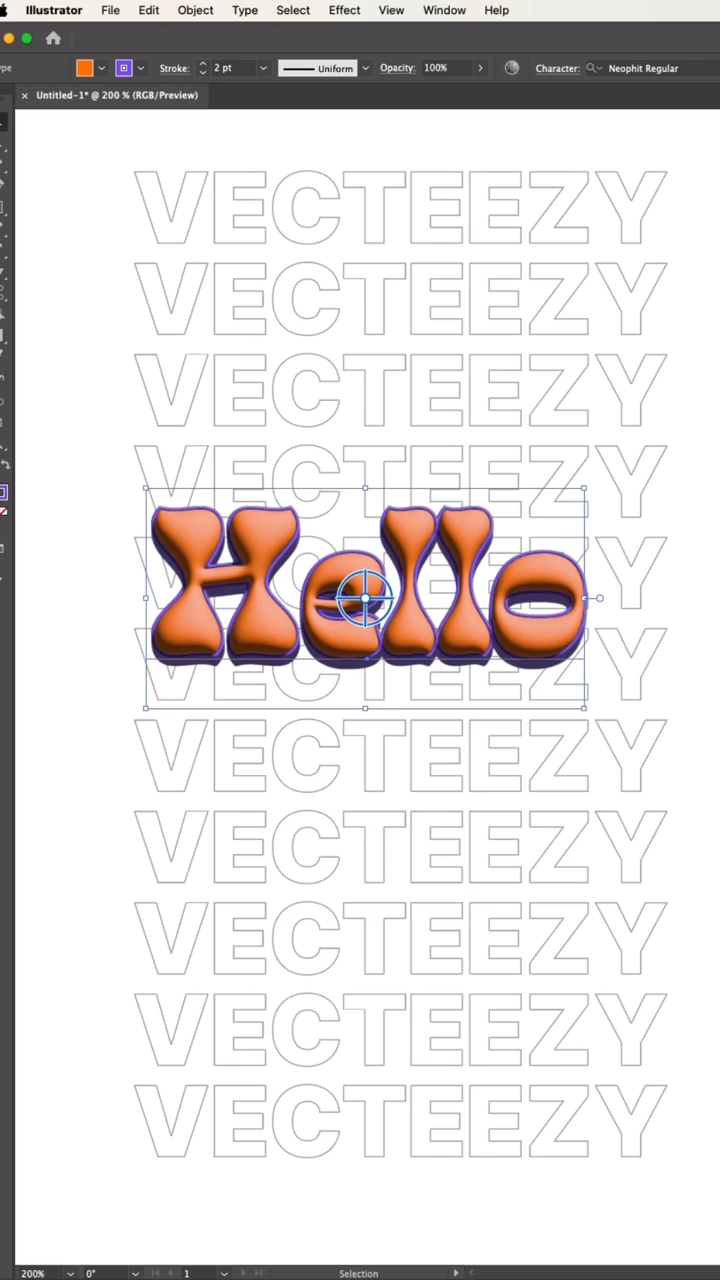 Illustrator File Edit Object Type Select Effect View Window Help
Stroke: 2 pt Uniform Opacity: 100% Character: Neophit Regular
× Untitled-1* @ 200 % (RGB/Preview)
VECTEEZY
VECTEEZY
VECTEEZY
VECTEEZY
VECTEEZY
Hello
VECTEEZY
VECTEEZY
VECTEEZY
VECTEEZY
VECTEEZY
VECTEEZY
200% 0° 1 Selection